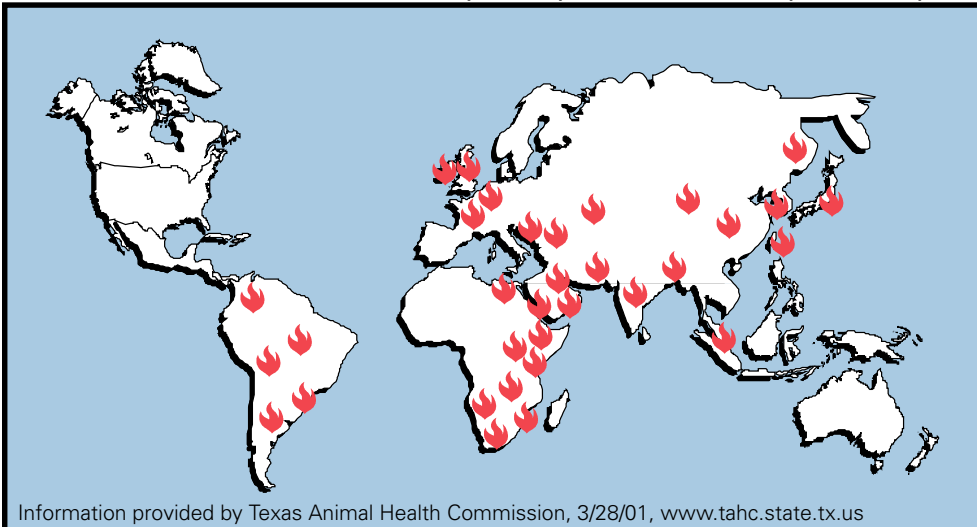 Information provided by Texas Animal Health Commission, 3/28/01, www.tahc.state.tx.us